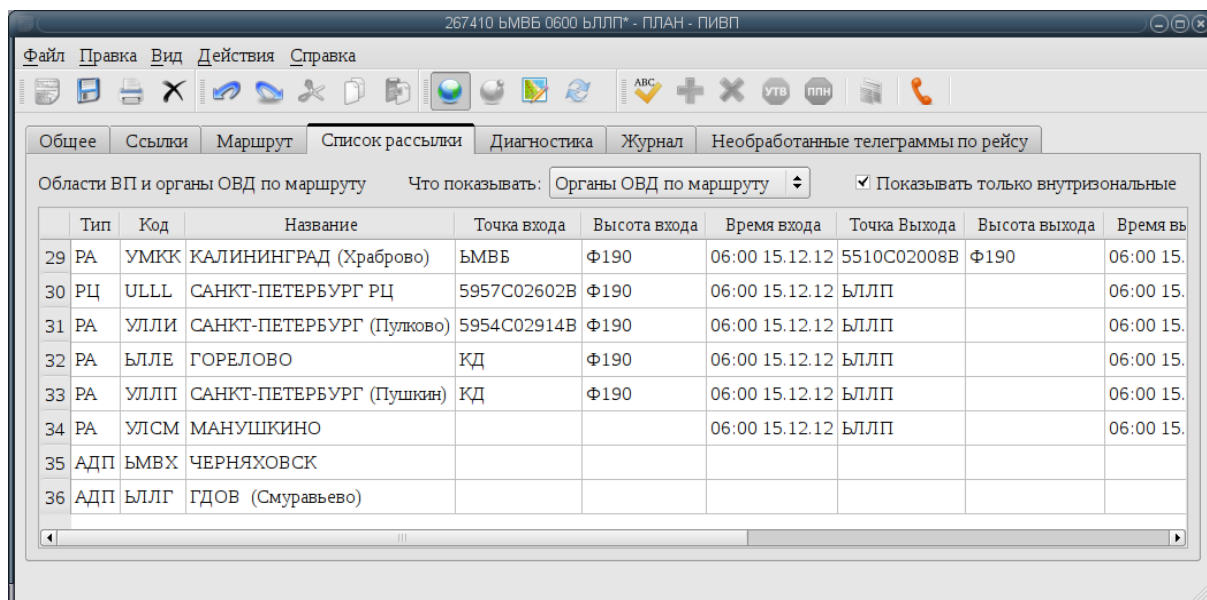 267410 ЬМВБ 0600 ЬЛЛП* - ПЛАН - ПИВП
Файл Правка Вид Действия Справка
ABC УТВ ППН
Общее Ссылки Маршрут Список рассылки Диагностика Журнал Необработанные телеграммы по рейсу
Области ВП и органы ОВД по маршруту Что показывать: Органы ОВД по маршруту Показывать только внутризональные
Тип Код Название Точка входа Высота входа Время входа Точка Выхода Высота выхода Время вы
29 РА УМКК КАЛИНИНГРАД (Храброво) ЬМВБ Ф190 06:00 15.12.12 5510С02008В Ф190 06:00 15.
30 РЦ ULLL САНКТ-ПЕТЕРБУРГ РЦ 5957С02602В Ф190 06:00 15.12.12 ЬЛЛП 06:00 15.
31 РА УЛЛИ САНКТ-ПЕТЕРБУРГ (Пулково) 5954С02914В Ф190 06:00 15.12.12 ЬЛЛП 06:00 15.
32 РА ЬЛЛЕ ГОРЕЛОВО КД Ф190 06:00 15.12.12 ЬЛЛП 06:00 15.
33 РА УЛЛП САНКТ-ПЕТЕРБУРГ (Пушкин) КД Ф190 06:00 15.12.12 ЬЛЛП 06:00 15.
34 РА УЛСМ МАНУШКИНО 06:00 15.12.12 ЬЛЛП 06:00 15.
35 АДП ЬМВХ ЧЕРНЯХОВСК
36 АДП ЬЛЛГ ГДОВ (Смуравьево)